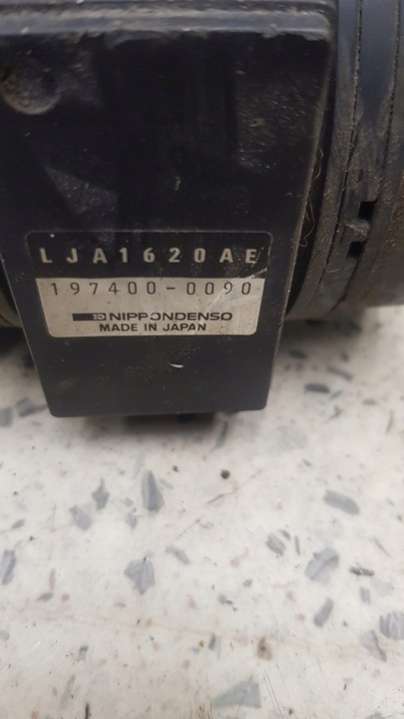 LJA1620AE
197400-0090
NIPPONDENSO
MADE IN JAPAN